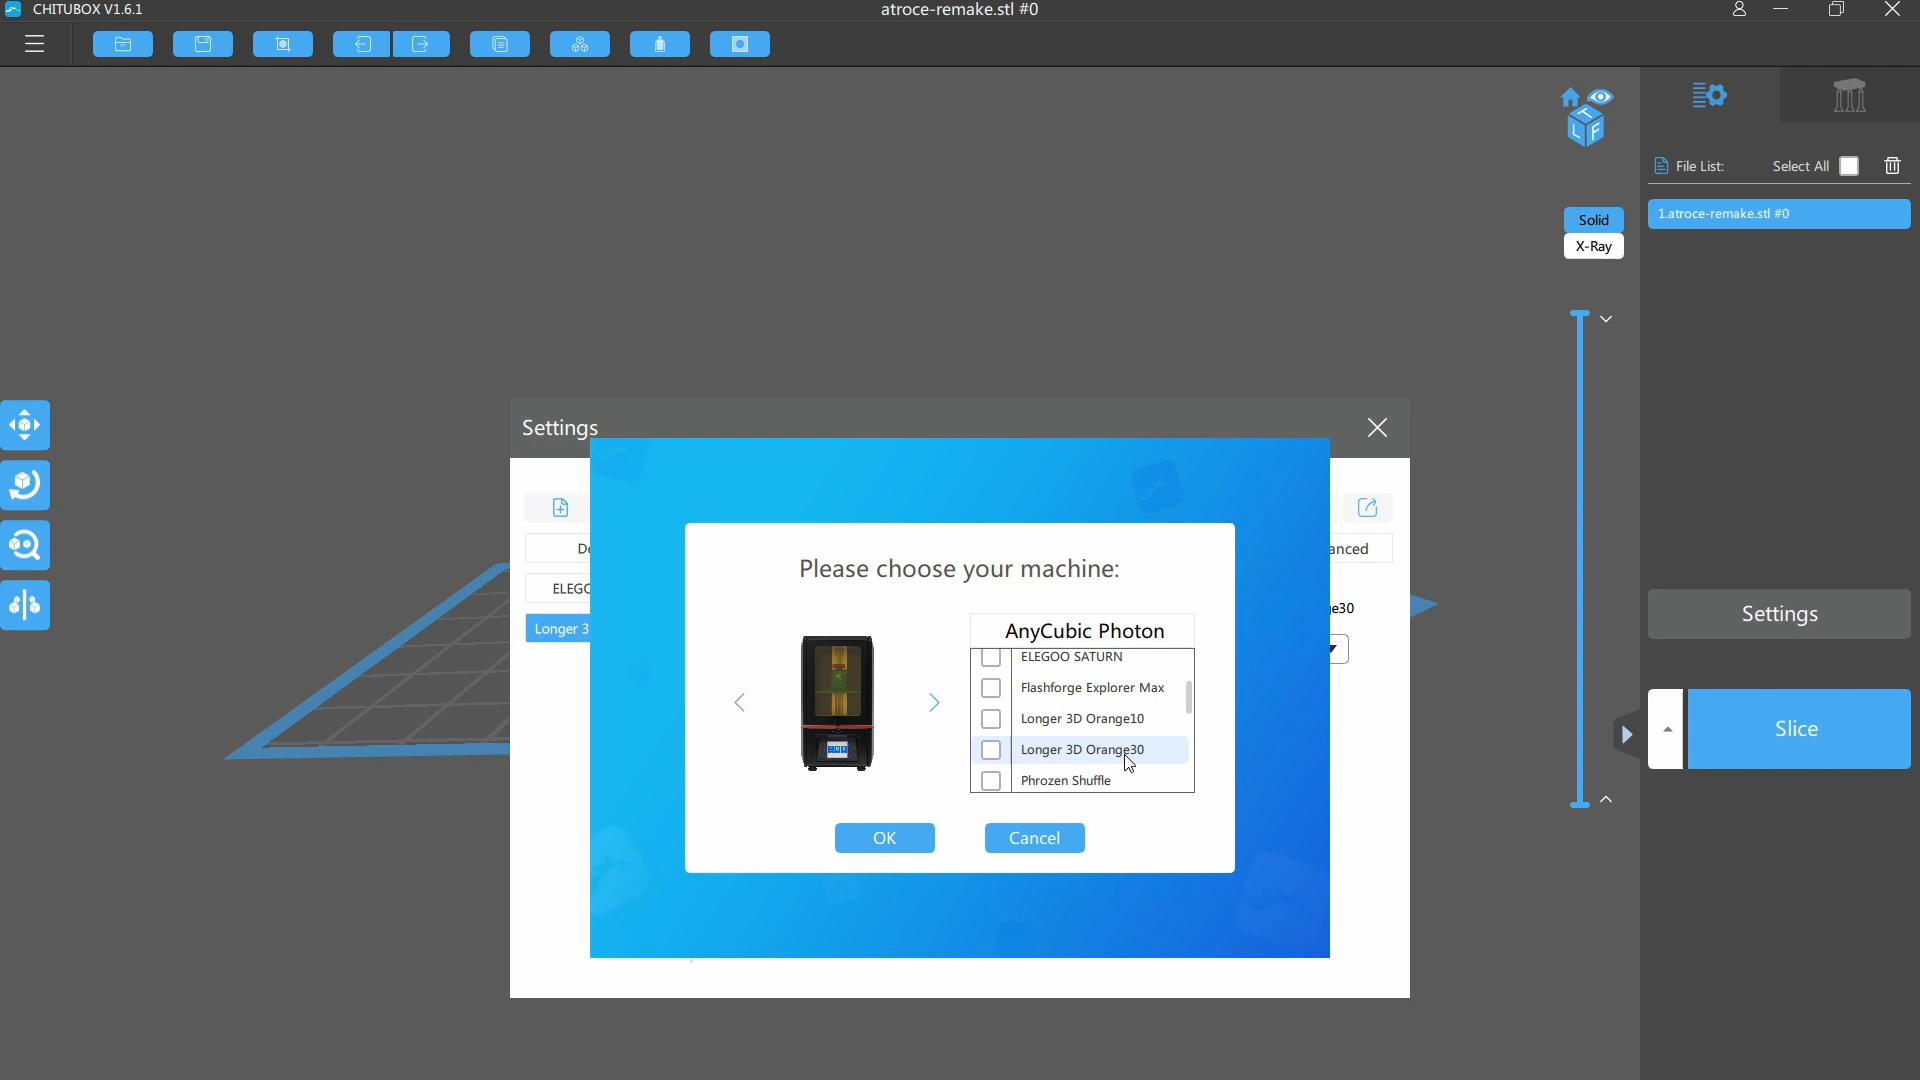 CHITUBOX V1.6.1
atroce-remake.stl #0
T
L F
File List:
Select All
1.atroce-remake.stl #0
Solid
X-Ray
Settings
De
anced
ELEGO
Longer 3
ge30
Please choose your machine:
AnyCubic Photon
ELEGOO SATURN
Flashforge Explorer Max
Longer 3D Orange10
Longer 3D Orange30
Phrozen Shuffle
OK
Cancel
Settings
Slice